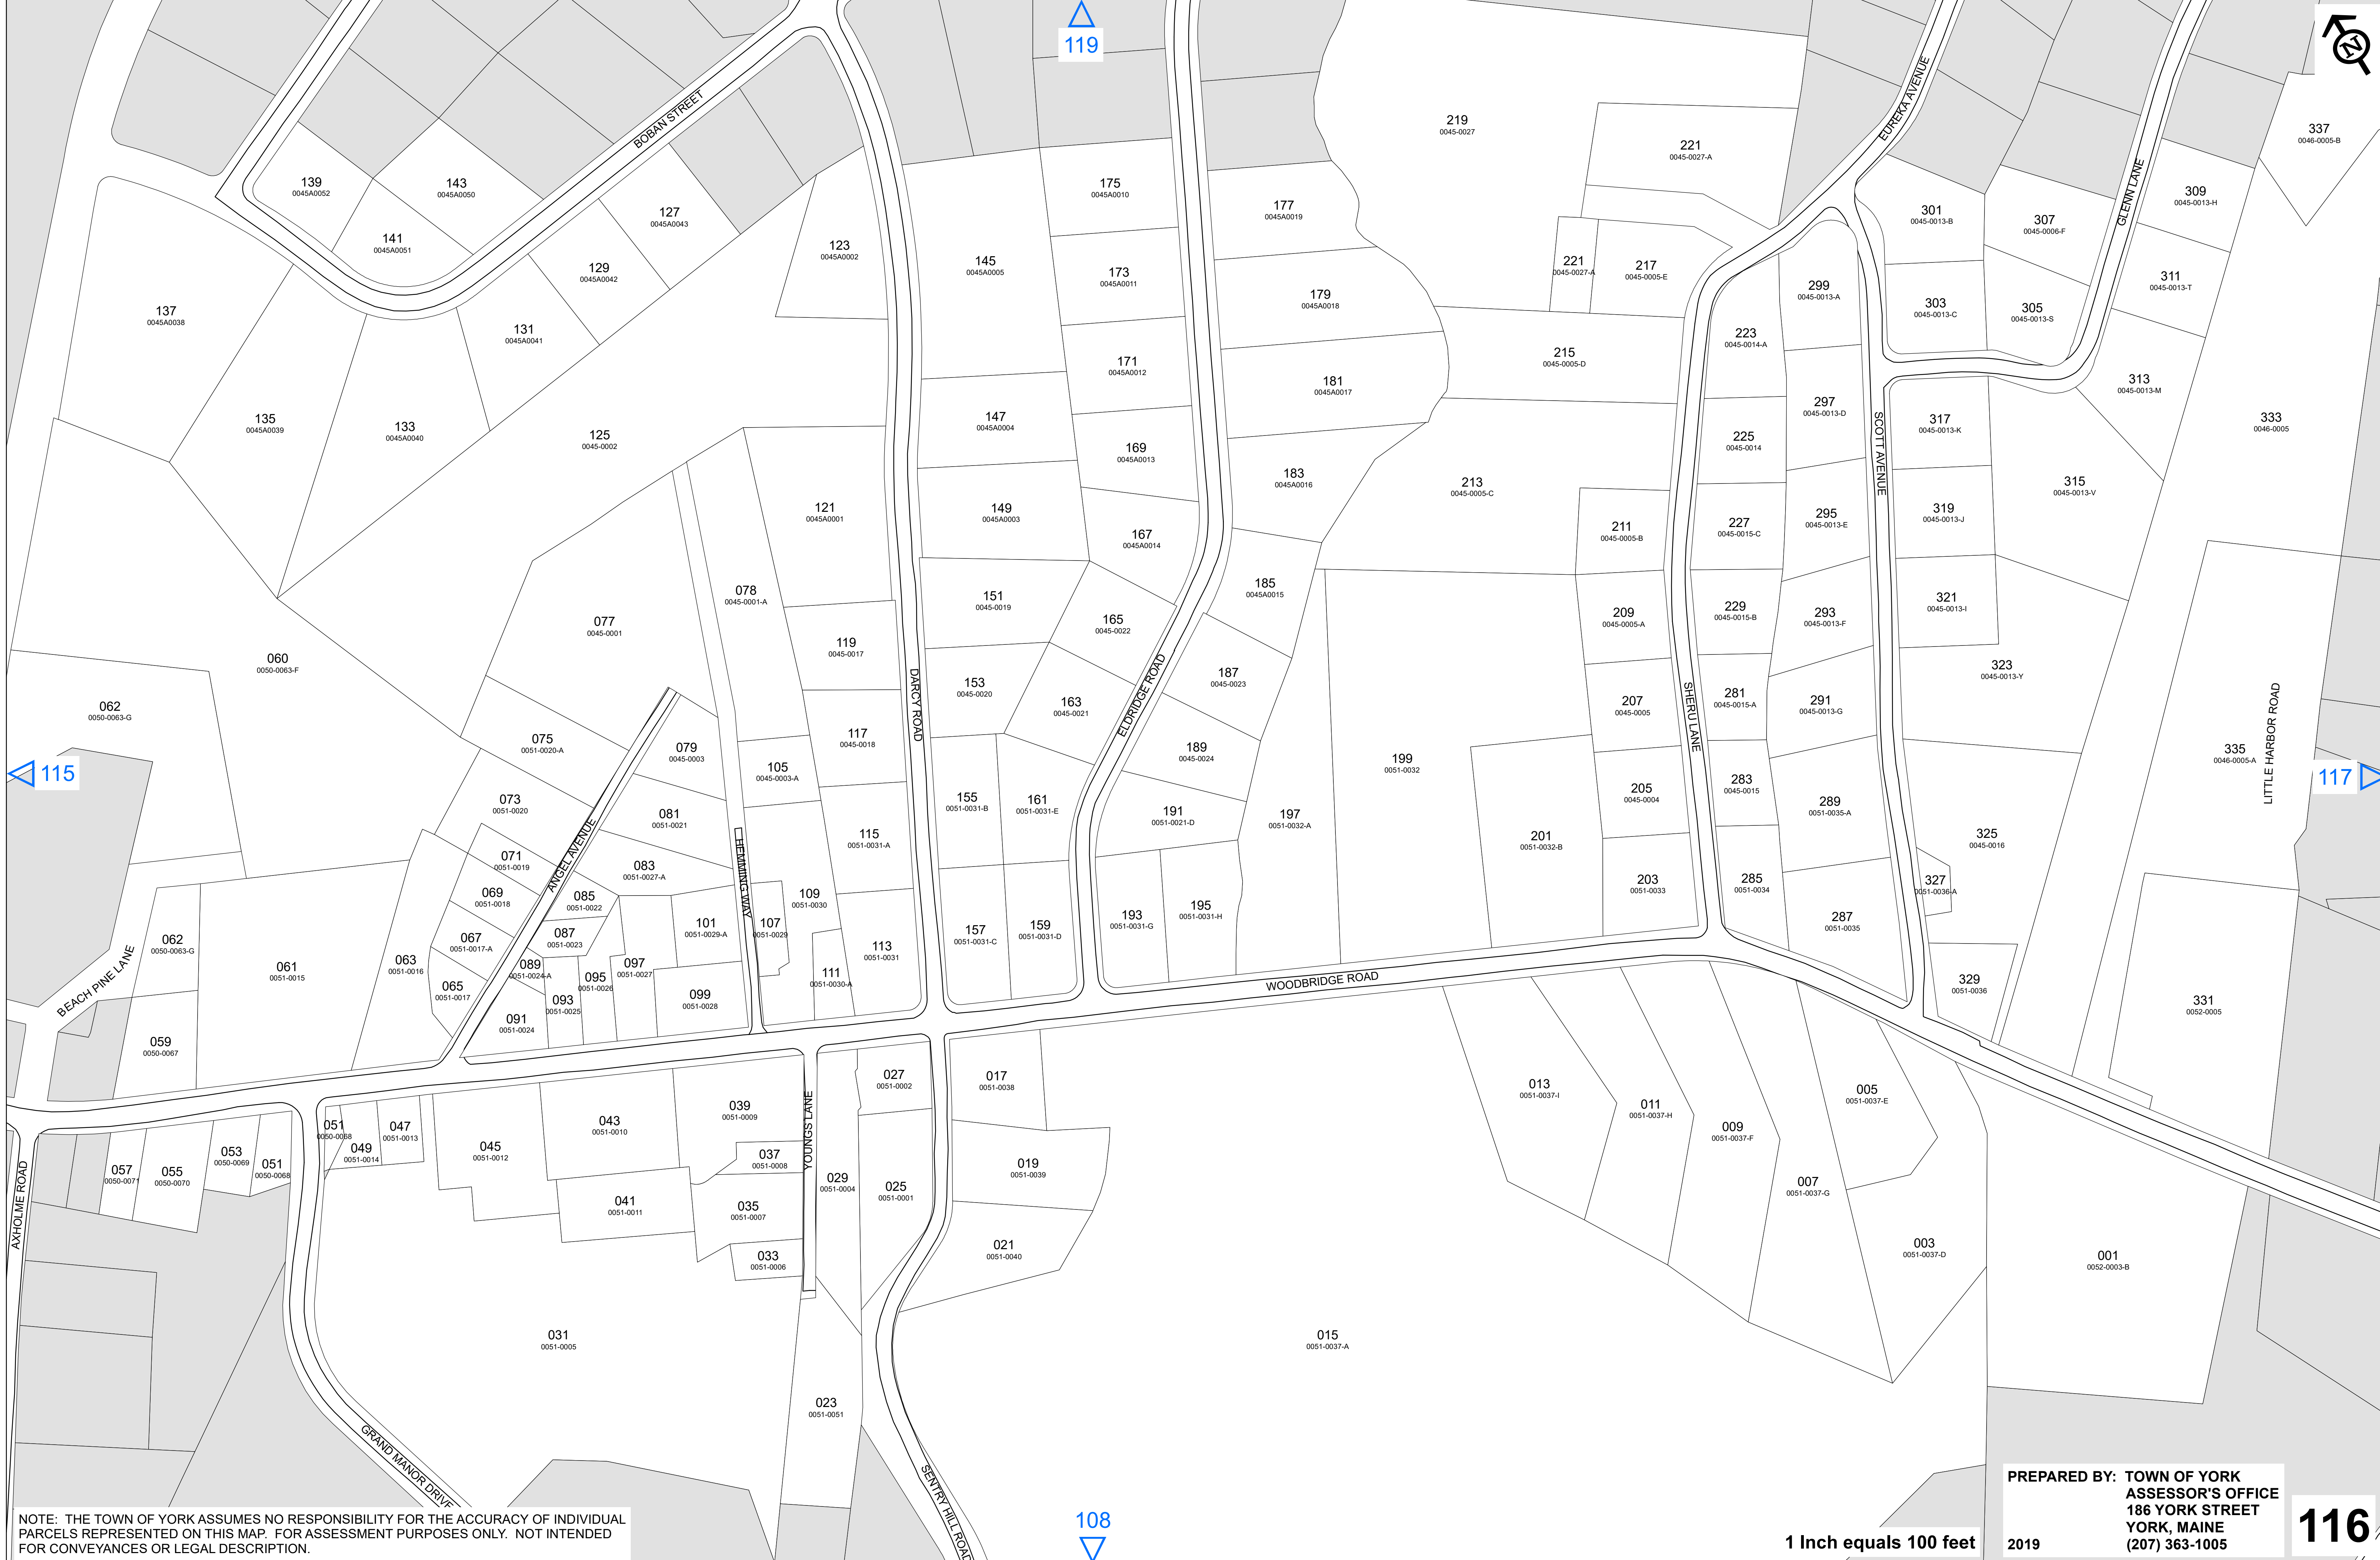 119
N
219
0045-0027
221
0045-0027-A
337
0046-0005-B
BOBAN STREET
EUREKA AVENUE
GLENN LANE
139
0045A0052
143
0045A0050
141
0045A0051
127
0045A0043
129
0045A0042
123
0045A0002
145
0045A0005
175
0045A0010
177
0045A0019
173
0045A0011
179
0045A0018
221
0045-0027-A
217
0045-0005-E
299
0045-0013-A
301
0045-0013-B
307
0045-0006-F
309
0045-0013-H
311
0045-0013-T
303
0045-0013-C
305
0045-0013-S
137
0045A0038
131
0045A0041
171
0045A0012
181
0045A0017
215
0045-0005-D
223
0045-0014-A
313
0045-0013-M
135
0045A0039
133
0045A0040
125
0045-0002
147
0045A0004
169
0045A0013
183
0045A0016
213
0045-0005-C
225
0045-0014
297
0045-0013-D
SCOTT AVENUE
317
0045-0013-K
333
0046-0005
315
0045-0013-V
121
0045A0001
149
0045A0003
167
0045A0014
211
0045-0005-B
227
0045-0015-C
295
0045-0013-E
319
0045-0013-J
078
0045-0001-A
077
0045-0001
119
0045-0017
151
0045-0019
165
0045-0022
185
0045A0015
209
0045-0005-A
229
0045-0015-B
293
0045-0013-F
321
0045-0013-I
060
0050-0063-F
062
0050-0063-G
DARCY ROAD
153
0045-0020
163
0045-0021
ELDRIDGE ROAD
187
0045-0023
207
0045-0005
SHERU LANE
281
0045-0015-A
291
0045-0013-G
323
0045-0013-Y
LITTLE HARBOR ROAD
115
075
0051-0020-A
079
0045-0003
117
0045-0018
105
0045-0003-A
189
0045-0024
199
0051-0032
205
0045-0004
283
0045-0015
335
0046-0005-A
117
073
0051-0020
081
0051-0021
155
0051-0031-B
161
0051-0031-E
191
0051-0021-D
197
0051-0032-A
201
0051-0032-B
289
0051-0035-A
325
0045-0016
ANGEL AVENUE
HEMMING WAY
071
0051-0019
083
0051-0027-A
115
0051-0031-A
069
0051-0018
085
0051-0022
109
0051-0030
203
0051-0033
285
0051-0034
327
0051-0036-A
067
0051-0017-A
087
0051-0023
101
0051-0029-A
107
0051-0029
157
0051-0031-C
159
0051-0031-D
193
0051-0031-G
195
0051-0031-H
287
0051-0035
062
0050-0063-G
BEACH PINE LANE
061
0051-0015
063
0051-0016
065
0051-0017
089
0051-0024-A
095
0051-0026
097
0051-0027
111
0051-0030-A
113
0051-0031
WOODBRIDGE ROAD
329
0051-0036
091
0051-0024
093
0051-0025
099
0051-0028
331
0052-0005
059
0050-0067
027
0051-0002
017
0051-0038
013
0051-0037-I
011
0051-0037-H
009
0051-0037-F
005
0051-0037-E
YOUNGS LANE
051
0050-0068
047
0051-0013
049
0051-0014
045
0051-0012
043
0051-0010
039
0051-0009
037
0051-0008
057
0050-0071
055
0050-0070
053
0050-0069
051
0050-0068
AXHOLME ROAD
041
0051-0011
035
0051-0007
029
0051-0004
025
0051-0001
019
0051-0039
007
0051-0037-G
033
0051-0006
021
0051-0040
003
0051-0037-D
001
0052-0003-B
031
0051-0005
015
0051-0037-A
023
0051-0051
GRAND MANOR DRIVE
SENTRY HILL ROAD
108
NOTE: THE TOWN OF YORK ASSUMES NO RESPONSIBILITY FOR THE ACCURACY OF INDIVIDUAL
PARCELS REPRESENTED ON THIS MAP. FOR ASSESSMENT PURPOSES ONLY. NOT INTENDED
FOR CONVEYANCES OR LEGAL DESCRIPTION.
1 Inch equals 100 feet
PREPARED BY: TOWN OF YORK
ASSESSOR'S OFFICE
186 YORK STREET
YORK, MAINE
2019 (207) 363-1005
116